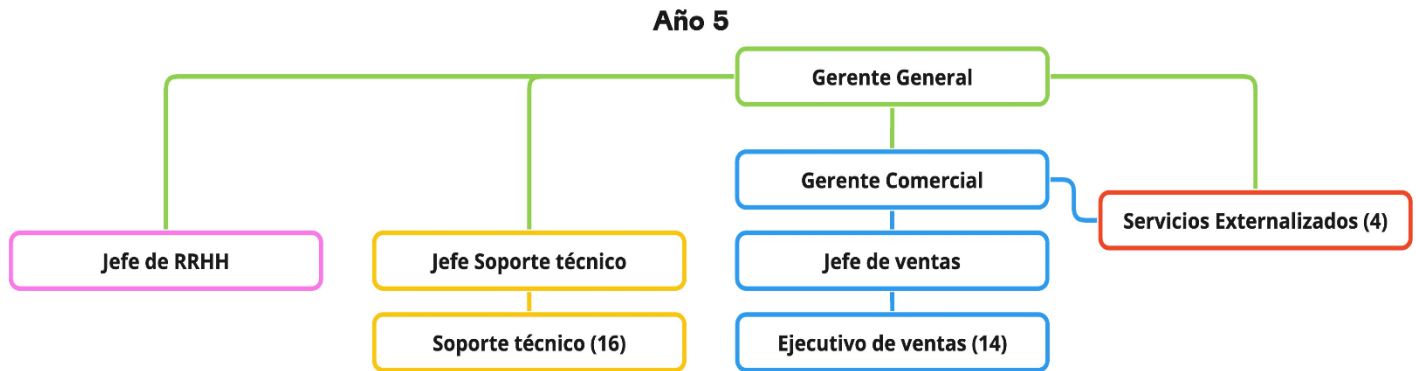 Año 5
Gerente General
Gerente Comercial
Servicios Externalizados (4)
Jefe de RRHH
Jefe Soporte técnico
Jefe de ventas
Soporte técnico (16)
Ejecutivo de ventas (14)